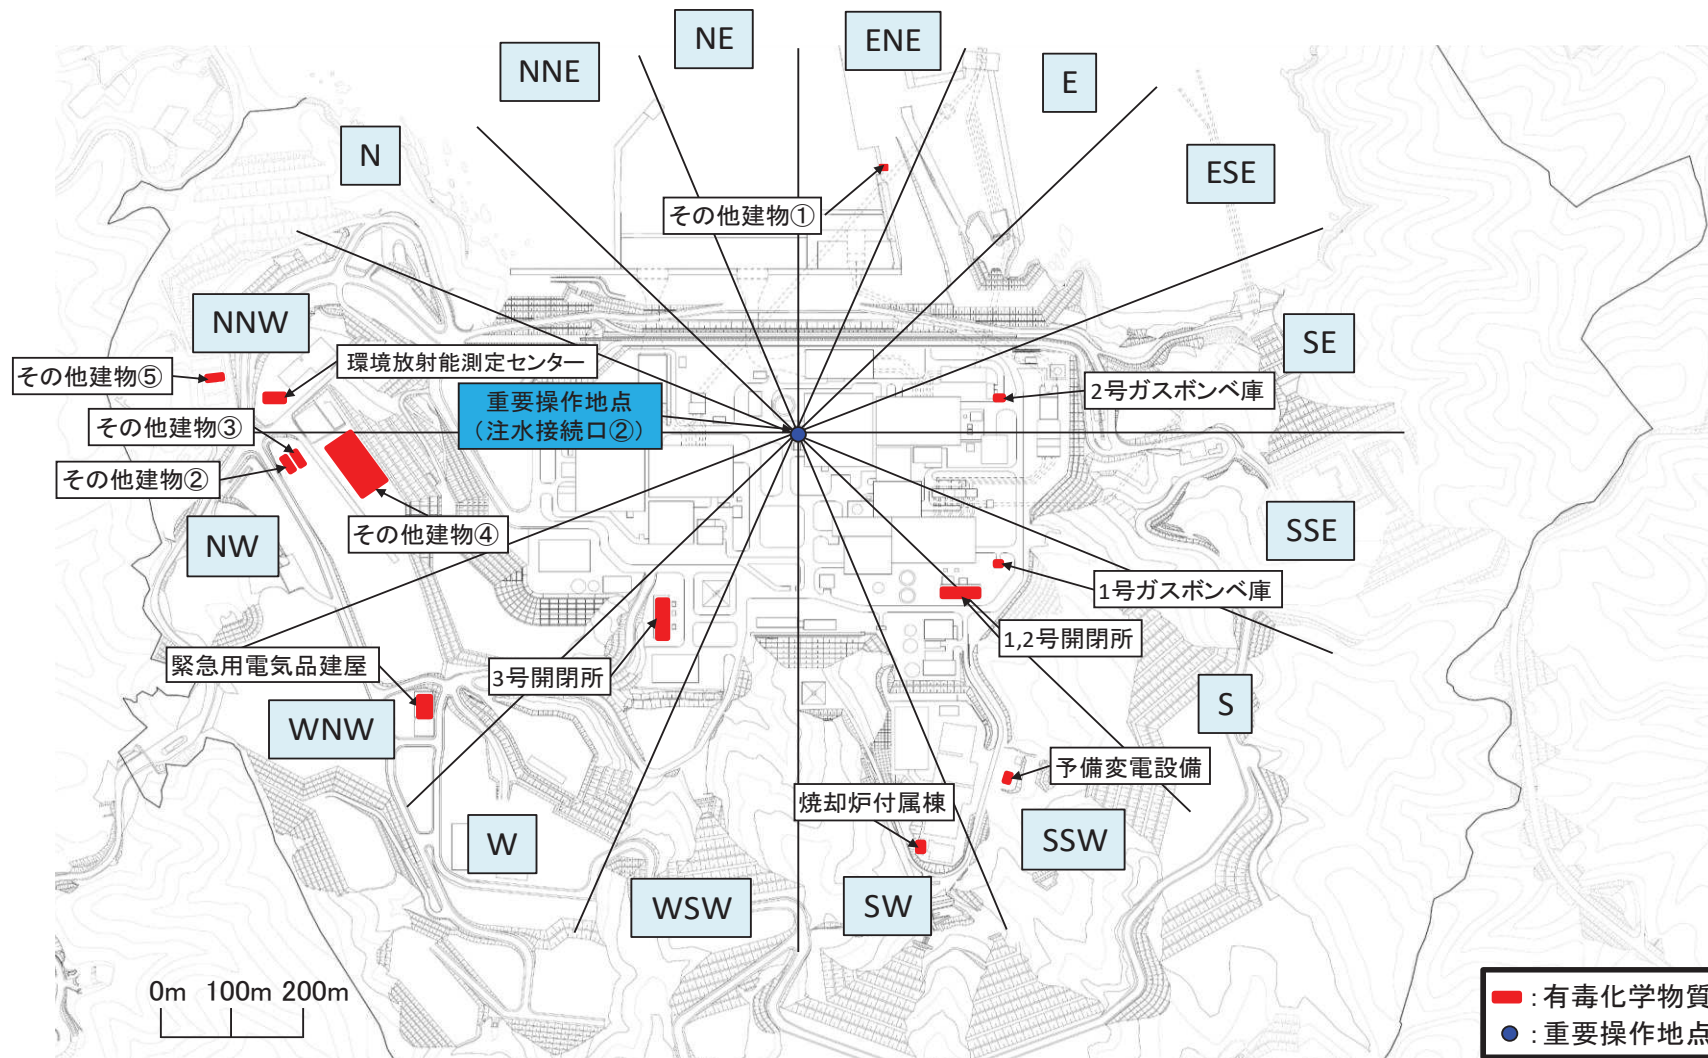 NE
ENE
NNE
E
N
ESE
その他建物①
NNW
SE
環境放射能測定センター
その他建物⑤
2号ガスボンベ庫
重要操作地点
（注水接続口②）
その他建物③
その他建物②
その他建物④
NW
SSE
1号ガスボンベ庫
1,2号開閉所
緊急用電気品建屋
3号開閉所
S
WNW
予備変電設備
焼却炉付属棟
W
SSW
WSW
SW
0m 100m 200m
：有毒化学物質
：重要操作地点